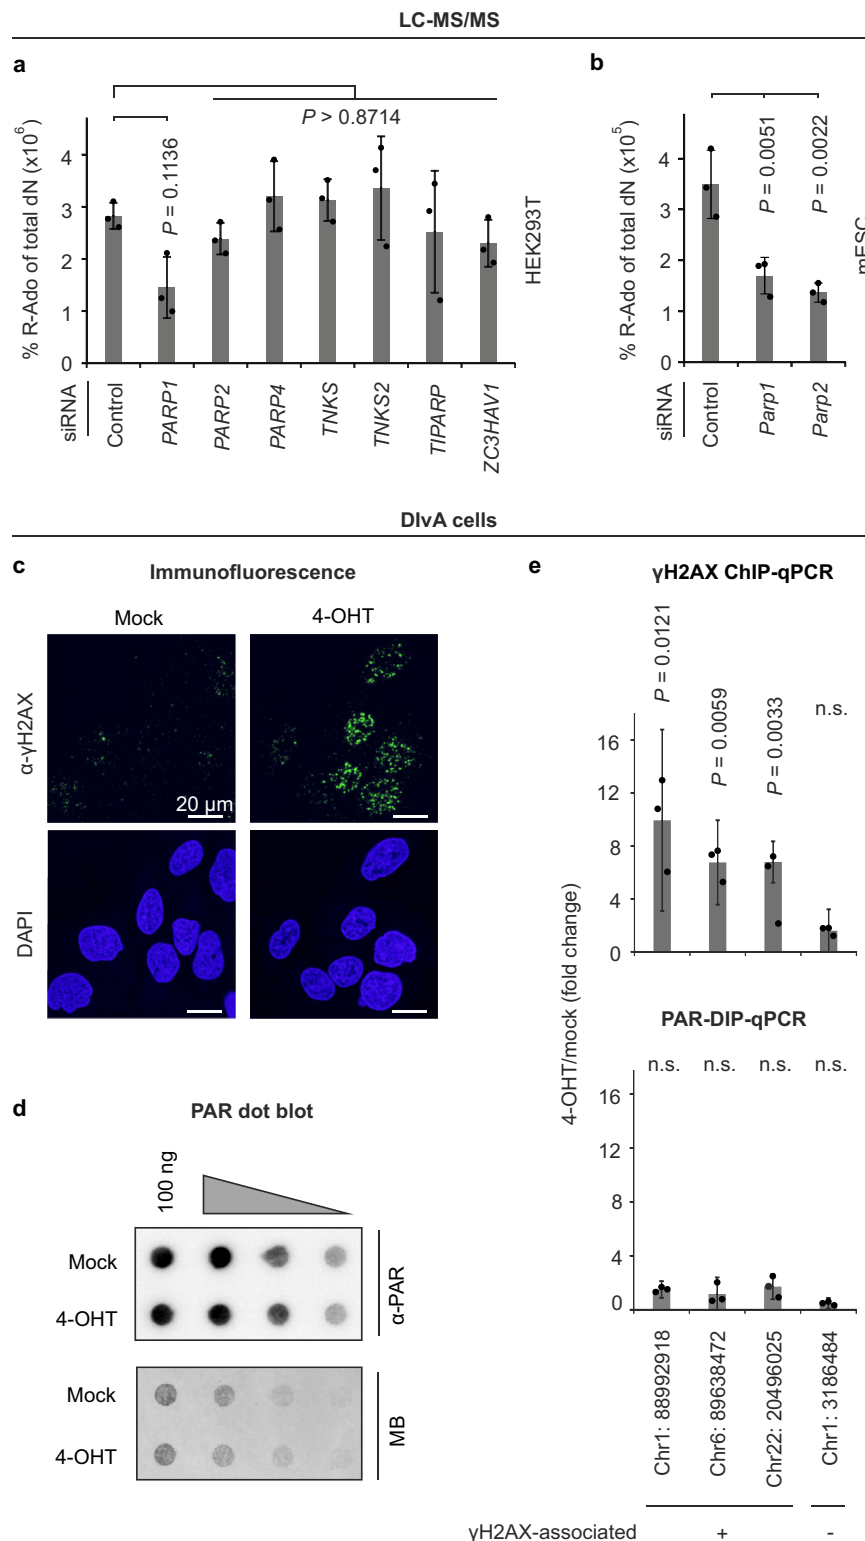 LC-MS/MS
a
P > 0.8714
P = 0.1136
% R-Ado of total dN (x10⁶)
4
3
2
1
0
HEK293T
siRNA
Control
PARP1
PARP2
PARP4
TNKS
TNKS2
TIPARP
ZC3HAV1
b
P = 0.0051
P = 0.0022
% R-Ado of total dN (x10⁵)
4
3
2
1
0
mESC
siRNA
Control
Parp1
Parp2
DIvA cells
c
Immunofluorescence
Mock
4-OHT
α-γH2AX
20 µm
DAPI
d
PAR dot blot
100 ng
Mock
4-OHT
α-PAR
Mock
4-OHT
MB
e
γH2AX ChIP-qPCR
P = 0.0121
P = 0.0059
P = 0.0033
n.s.
16
12
8
4
0
4-OHT/mock (fold change)
PAR-DIP-qPCR
n.s.
n.s.
n.s.
n.s.
16
12
8
4
0
Chr1: 88992918
Chr6: 89638472
Chr22: 20496025
Chr1: 3186484
γH2AX-associated + -